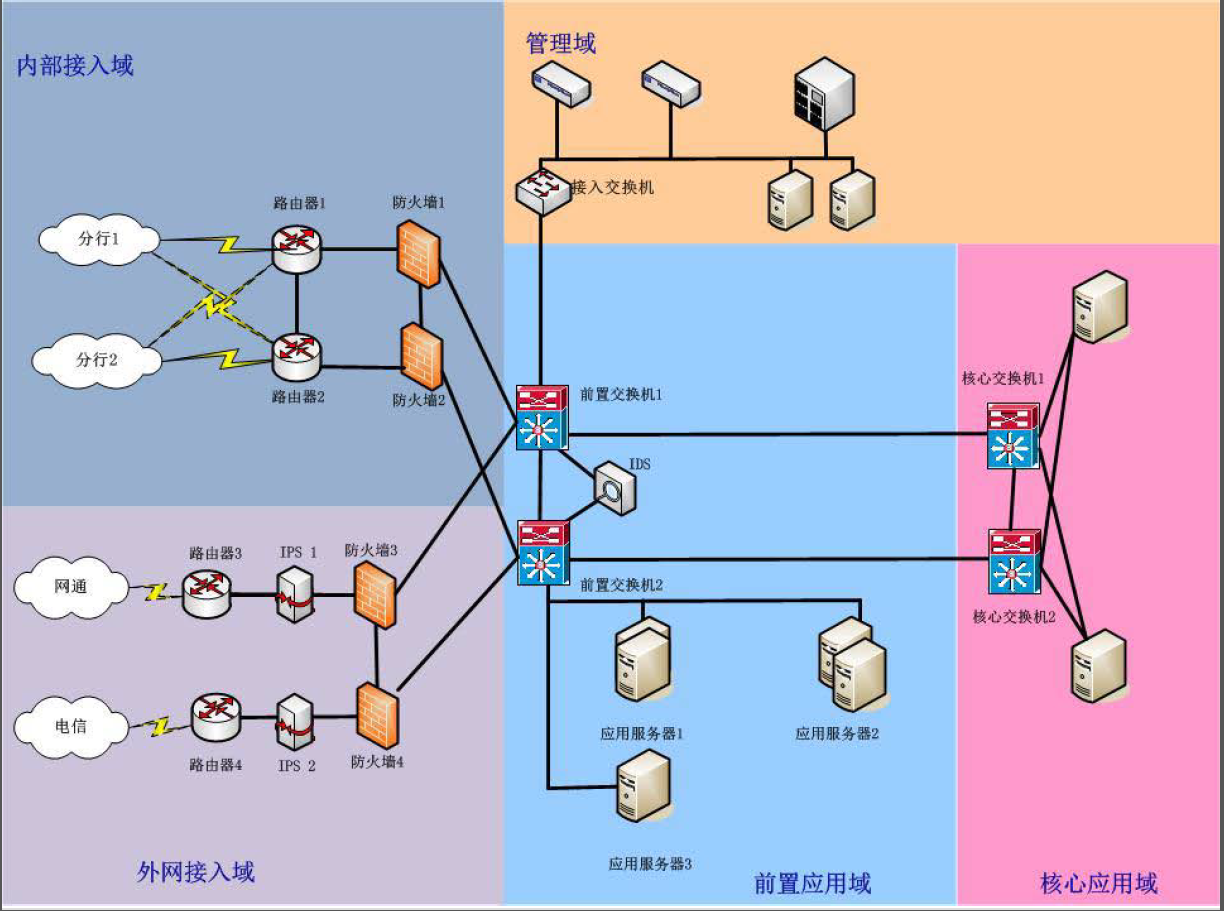 内部接入域
管理域
接入交换机
路由器1
防火墙1
分行1
分行2
路由器2
防火墙2
前置交换机1
核心交换机1
IDS
路由器3
IPS 1
防火墙3
网通
前置交换机2
核心交换机2
电信
路由器4
IPS 2
防火墙4
应用服务器1
应用服务器2
应用服务器3
外网接入域
前置应用域
核心应用域